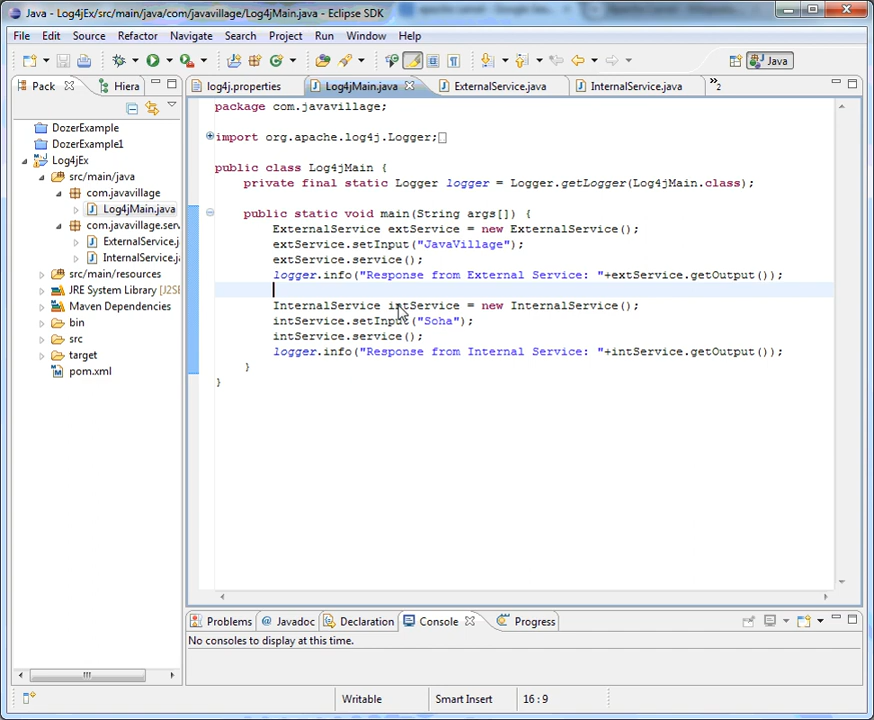 Java - Log4jEx/src/main/java/com/javavillage/Log4jMain.java - Eclipse SDK
File Edit Source Refactor Navigate Search Project Run Window Help
Java
Pack Hiera
log4j.properties Log4jMain.java ExternalService.java InternalService.java 2
DozerExample
DozerExample1
Log4jEx
src/main/java
com.javavillage
Log4jMain.java
com.javavillage.serv
ExternalService.j
InternalService.j
src/main/resources
JRE System Library [J2SE
Maven Dependencies
bin
src
target
pom.xml
package com.javavillage;
import org.apache.log4j.Logger;
public class Log4jMain {
private final static Logger logger = Logger.getLogger(Log4jMain.class);
public static void main(String args[]) {
ExternalService extService = new ExternalService();
extService.setInput("JavaVillage");
extService.service();
logger.info("Response from External Service: "+extService.getOutput());
InternalService intService = new InternalService();
intService.setInput("Soha");
intService.service();
logger.info("Response from Internal Service: "+intService.getOutput());
}
}
Problems @ Javadoc Declaration Console Progress
No consoles to display at this time.
Writable Smart Insert 16 : 9